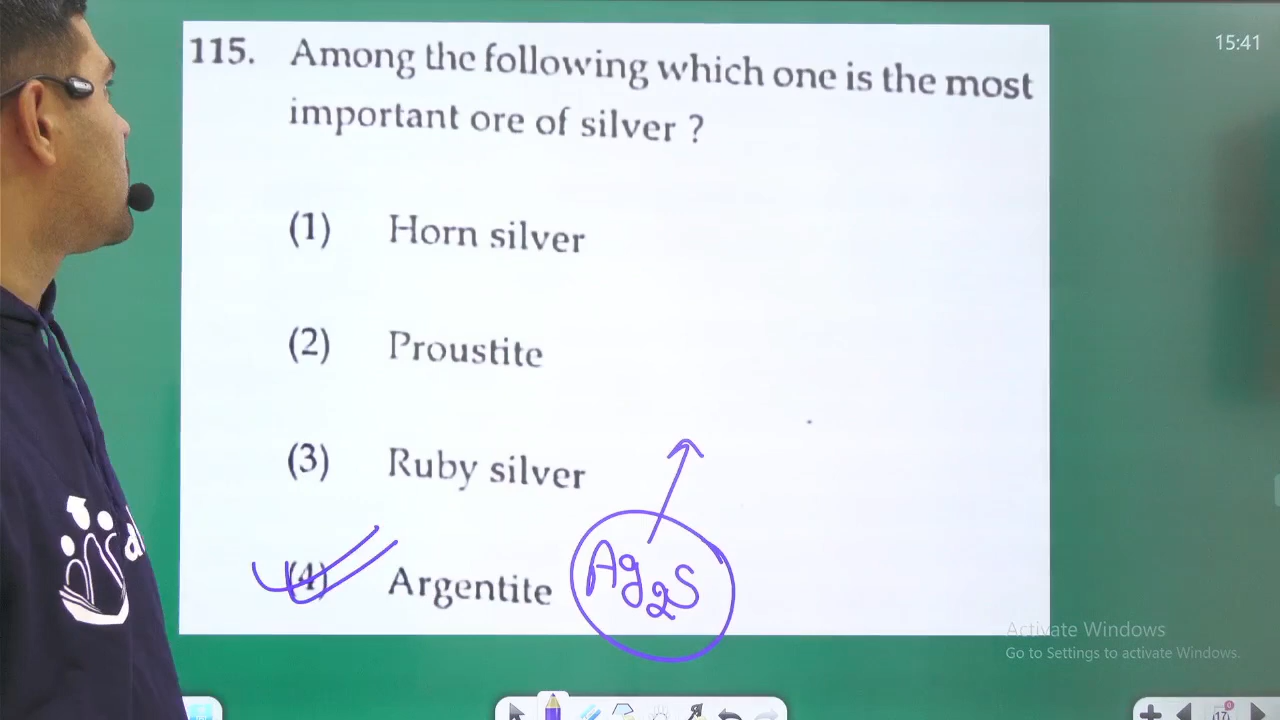 15:41
115. Among the following which one is the most
important ore of silver ?
(1) Horn silver
(2) Proustite
(3) Ruby silver
(4) Argentite Ag2S
Activate Windows
Go to Settings to activate Windows.